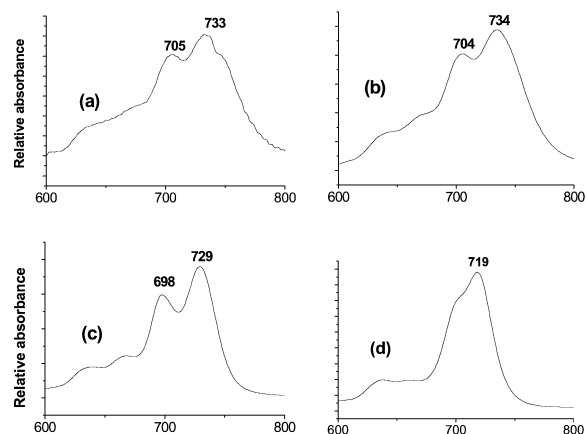 705 733
(a)
Relative absorbance
600 700 800
704 734
(b)
600 700 800
698 729
(c)
Relative absorbance
600 700 800
719
(d)
600 700 800